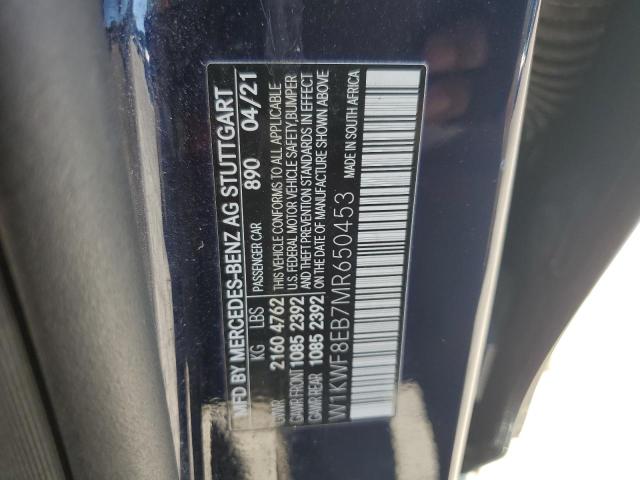 MFD BY MERCEDES-BENZ AG STUTTGART
890 04/21
KG LBS PASSENGER CAR
GVWR 2160 4762 THIS VEHICLE CONFORMS TO ALL APPLICABLE
GAWR FRONT 1085 2392 U.S. FEDERAL MOTOR VEHICLE SAFETY, BUMPER
AND THEFT PREVENTION STANDARDS IN EFFECT
GAWR REAR 1085 2392 ON THE DATE OF MANUFACTURE SHOWN ABOVE
W1KWF8EB7MR650453 MADE IN SOUTH AFRICA